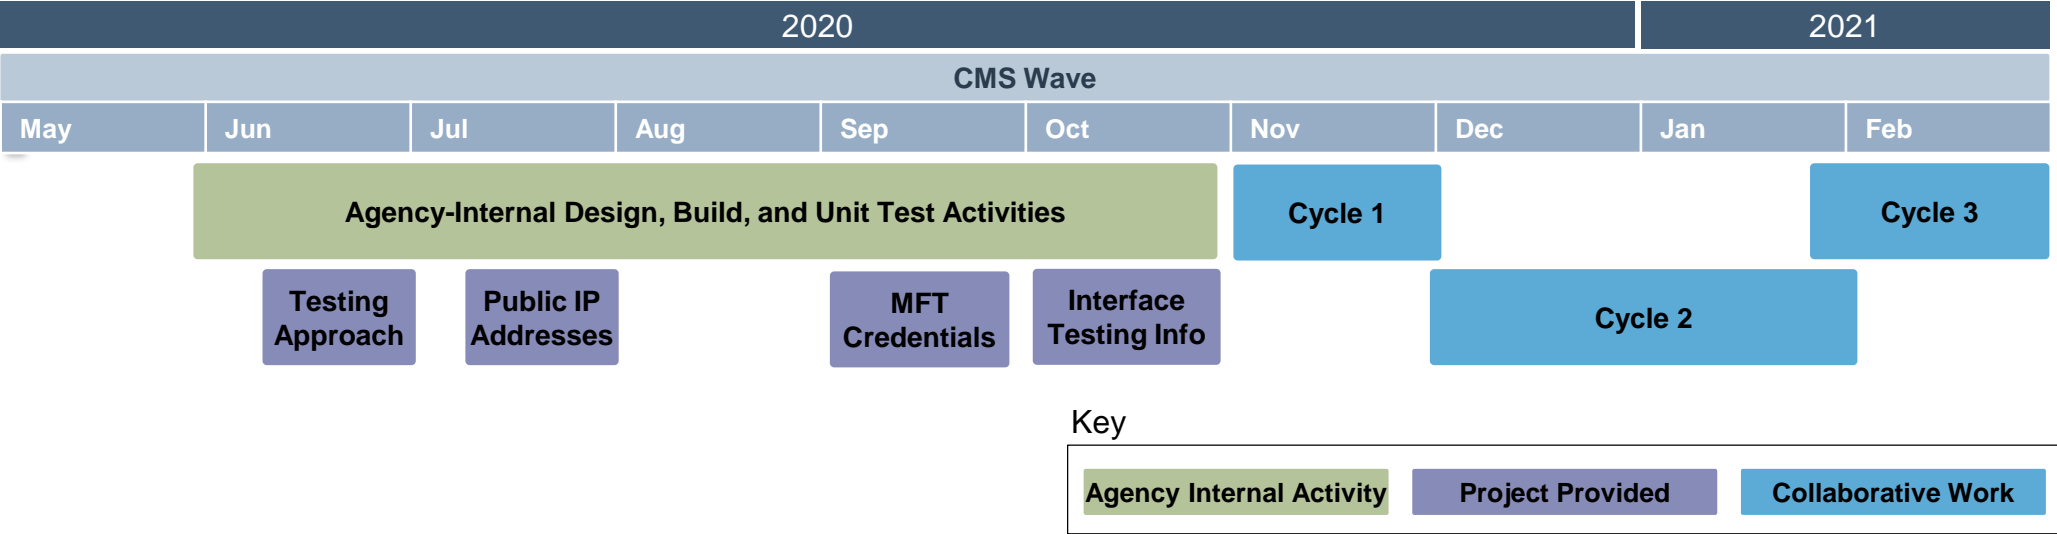 2020
2021
CMS Wave
May
Jun
Jul
Aug
Sep
Oct
Nov
Dec
Jan
Feb
Agency-Internal Design, Build, and Unit Test Activities
Cycle 1
Cycle 3
Testing
Approach
Public IP
Addresses
MFT
Credentials
Interface
Testing Info
Cycle 2
Key
Agency Internal Activity
Project Provided
Collaborative Work